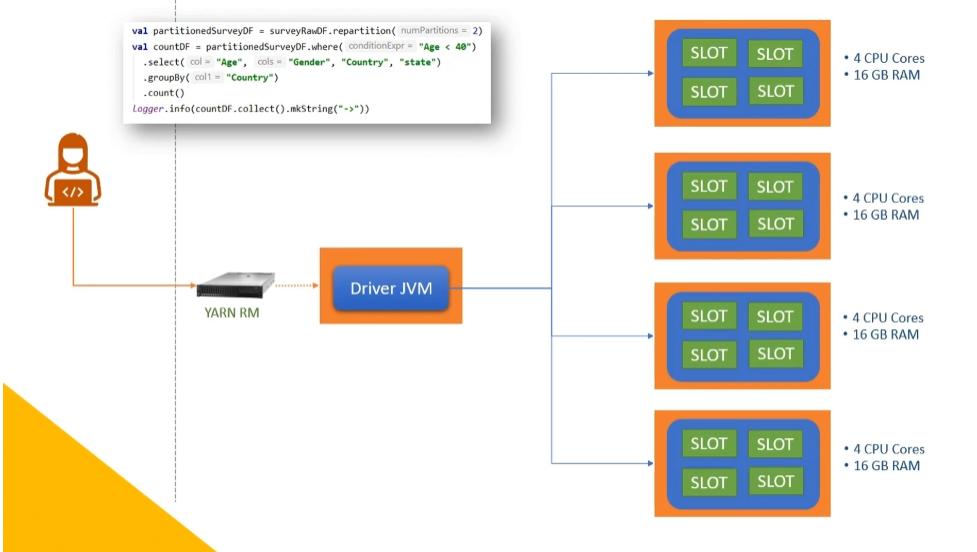 val partitionedSurveyDF = surveyRawDF.repartition( numPartitions = 2)
val countDF = partitionedSurveyDF.where( conditionExpr = "Age < 40")
.select( col = "Age", cols = "Gender", "Country", "state")
.groupBy( col1 = "Country")
.count()
Logger.info(countDF.collect().mkString("->"))
</>
YARN RM
Driver JVM
SLOT SLOT
SLOT SLOT
• 4 CPU Cores
• 16 GB RAM
SLOT SLOT
SLOT SLOT
• 4 CPU Cores
• 16 GB RAM
SLOT SLOT
SLOT SLOT
• 4 CPU Cores
• 16 GB RAM
SLOT SLOT
SLOT SLOT
• 4 CPU Cores
• 16 GB RAM